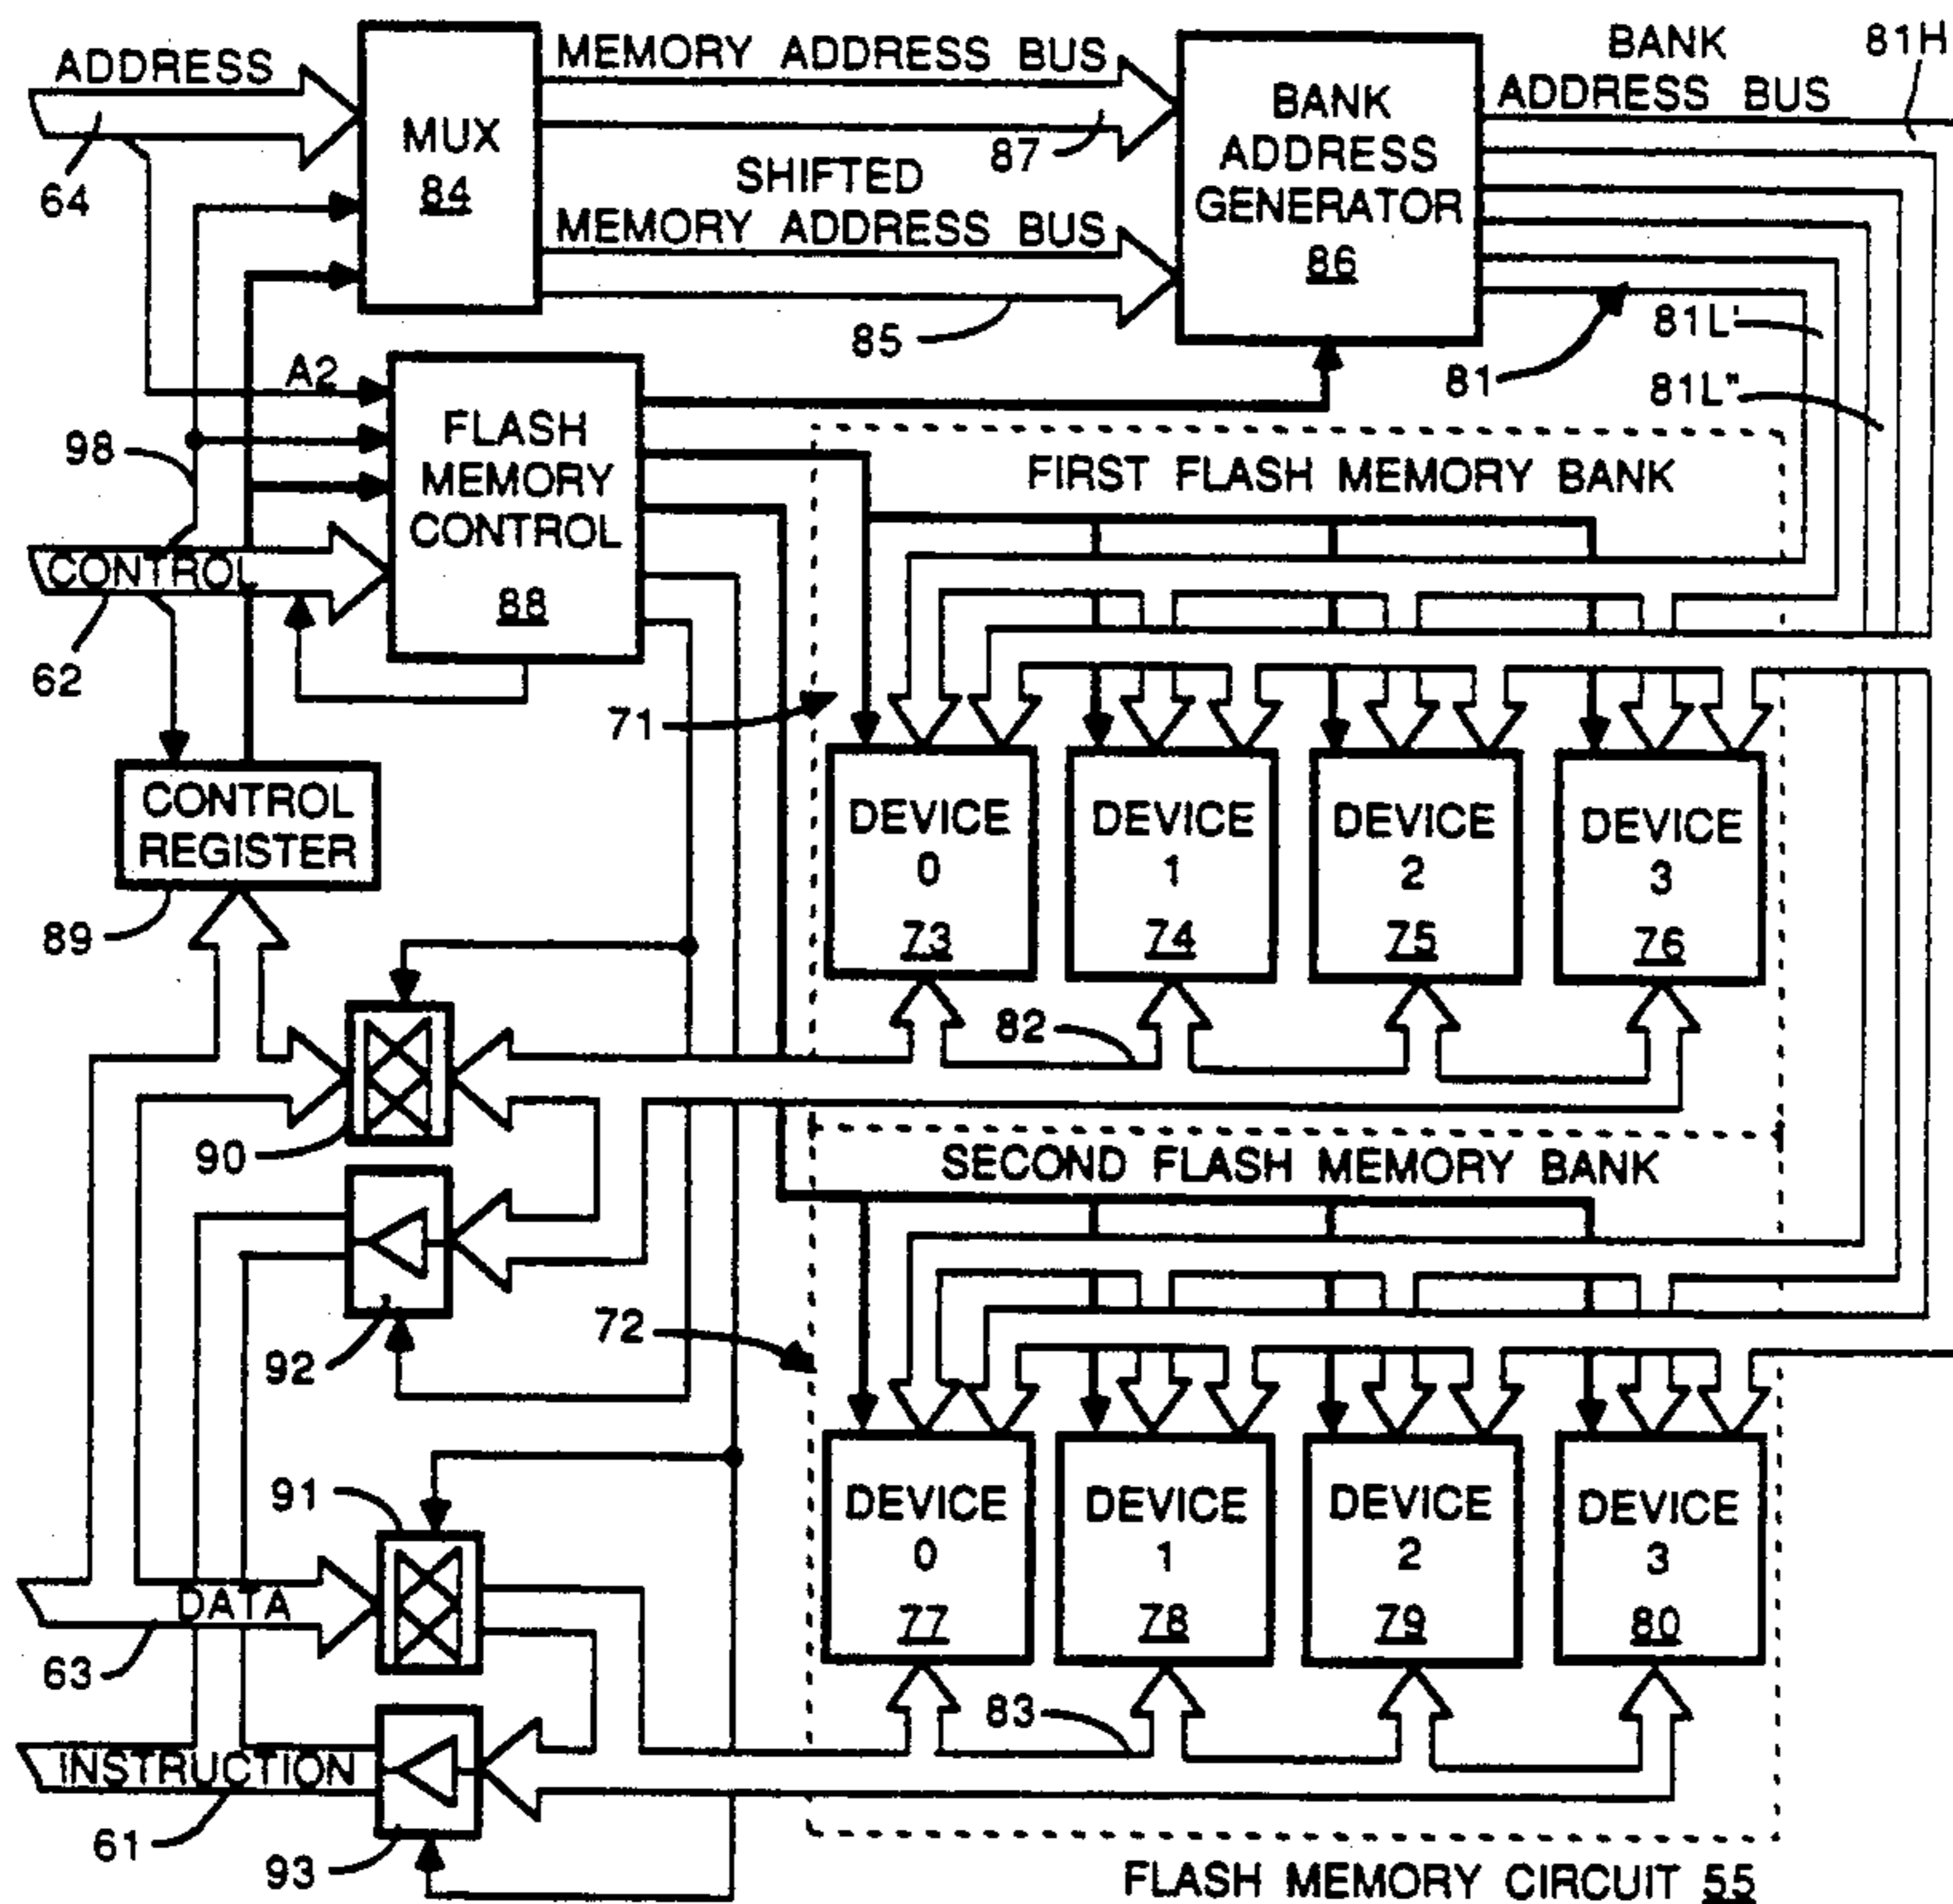 ADDRESS
64
MUX
84
MEMORY ADDRESS BUS
87
SHIFTED
MEMORY ADDRESS BUS
85
BANK
ADDRESS
GENERATOR
86
BANK
ADDRESS BUS
81H
81
81L'
81L"
A2
98
FLASH
MEMORY
CONTROL
88
CONTROL
62
CONTROL
REGISTER
89
FIRST FLASH MEMORY BANK
71
DEVICE
0
73
DEVICE
1
74
DEVICE
2
75
DEVICE
3
76
82
90
SECOND FLASH MEMORY BANK
92
72
91
DEVICE
0
77
DEVICE
1
78
DEVICE
2
79
DEVICE
3
80
DATA
63
83
INSTRUCTION
61
93
FLASH MEMORY CIRCUIT 55